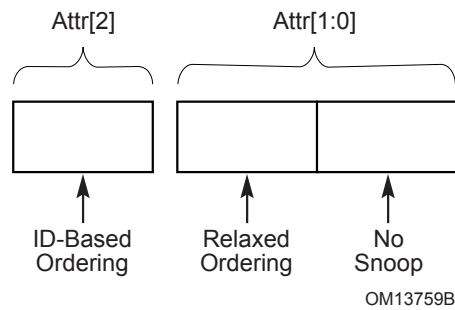 Attr[2] Attr[1:0]
ID-Based Relaxed No
Ordering Ordering Snoop
OM13759B